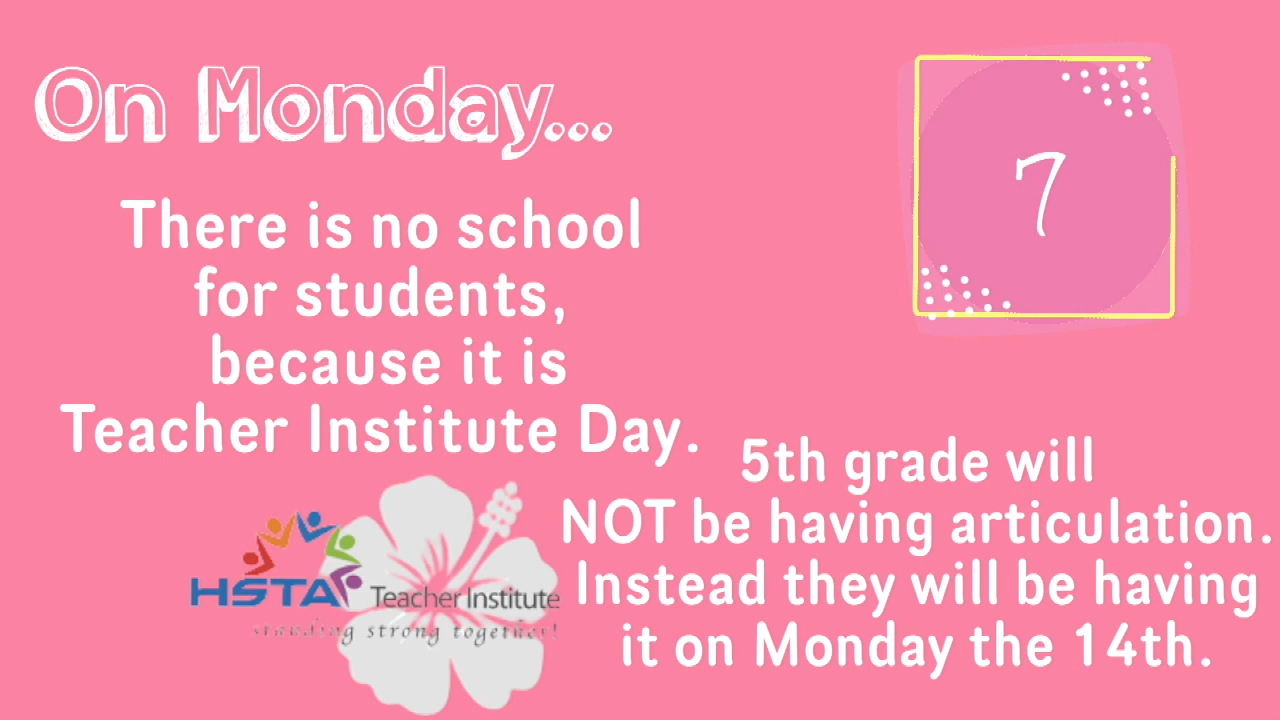 On Monday...
7
There is no school
for students,
because it is
Teacher Institute Day.
5th grade will
NOT be having articulation.
Instead they will be having
it on Monday the 14th.
HSTA Teacher Institute
standing strong together!